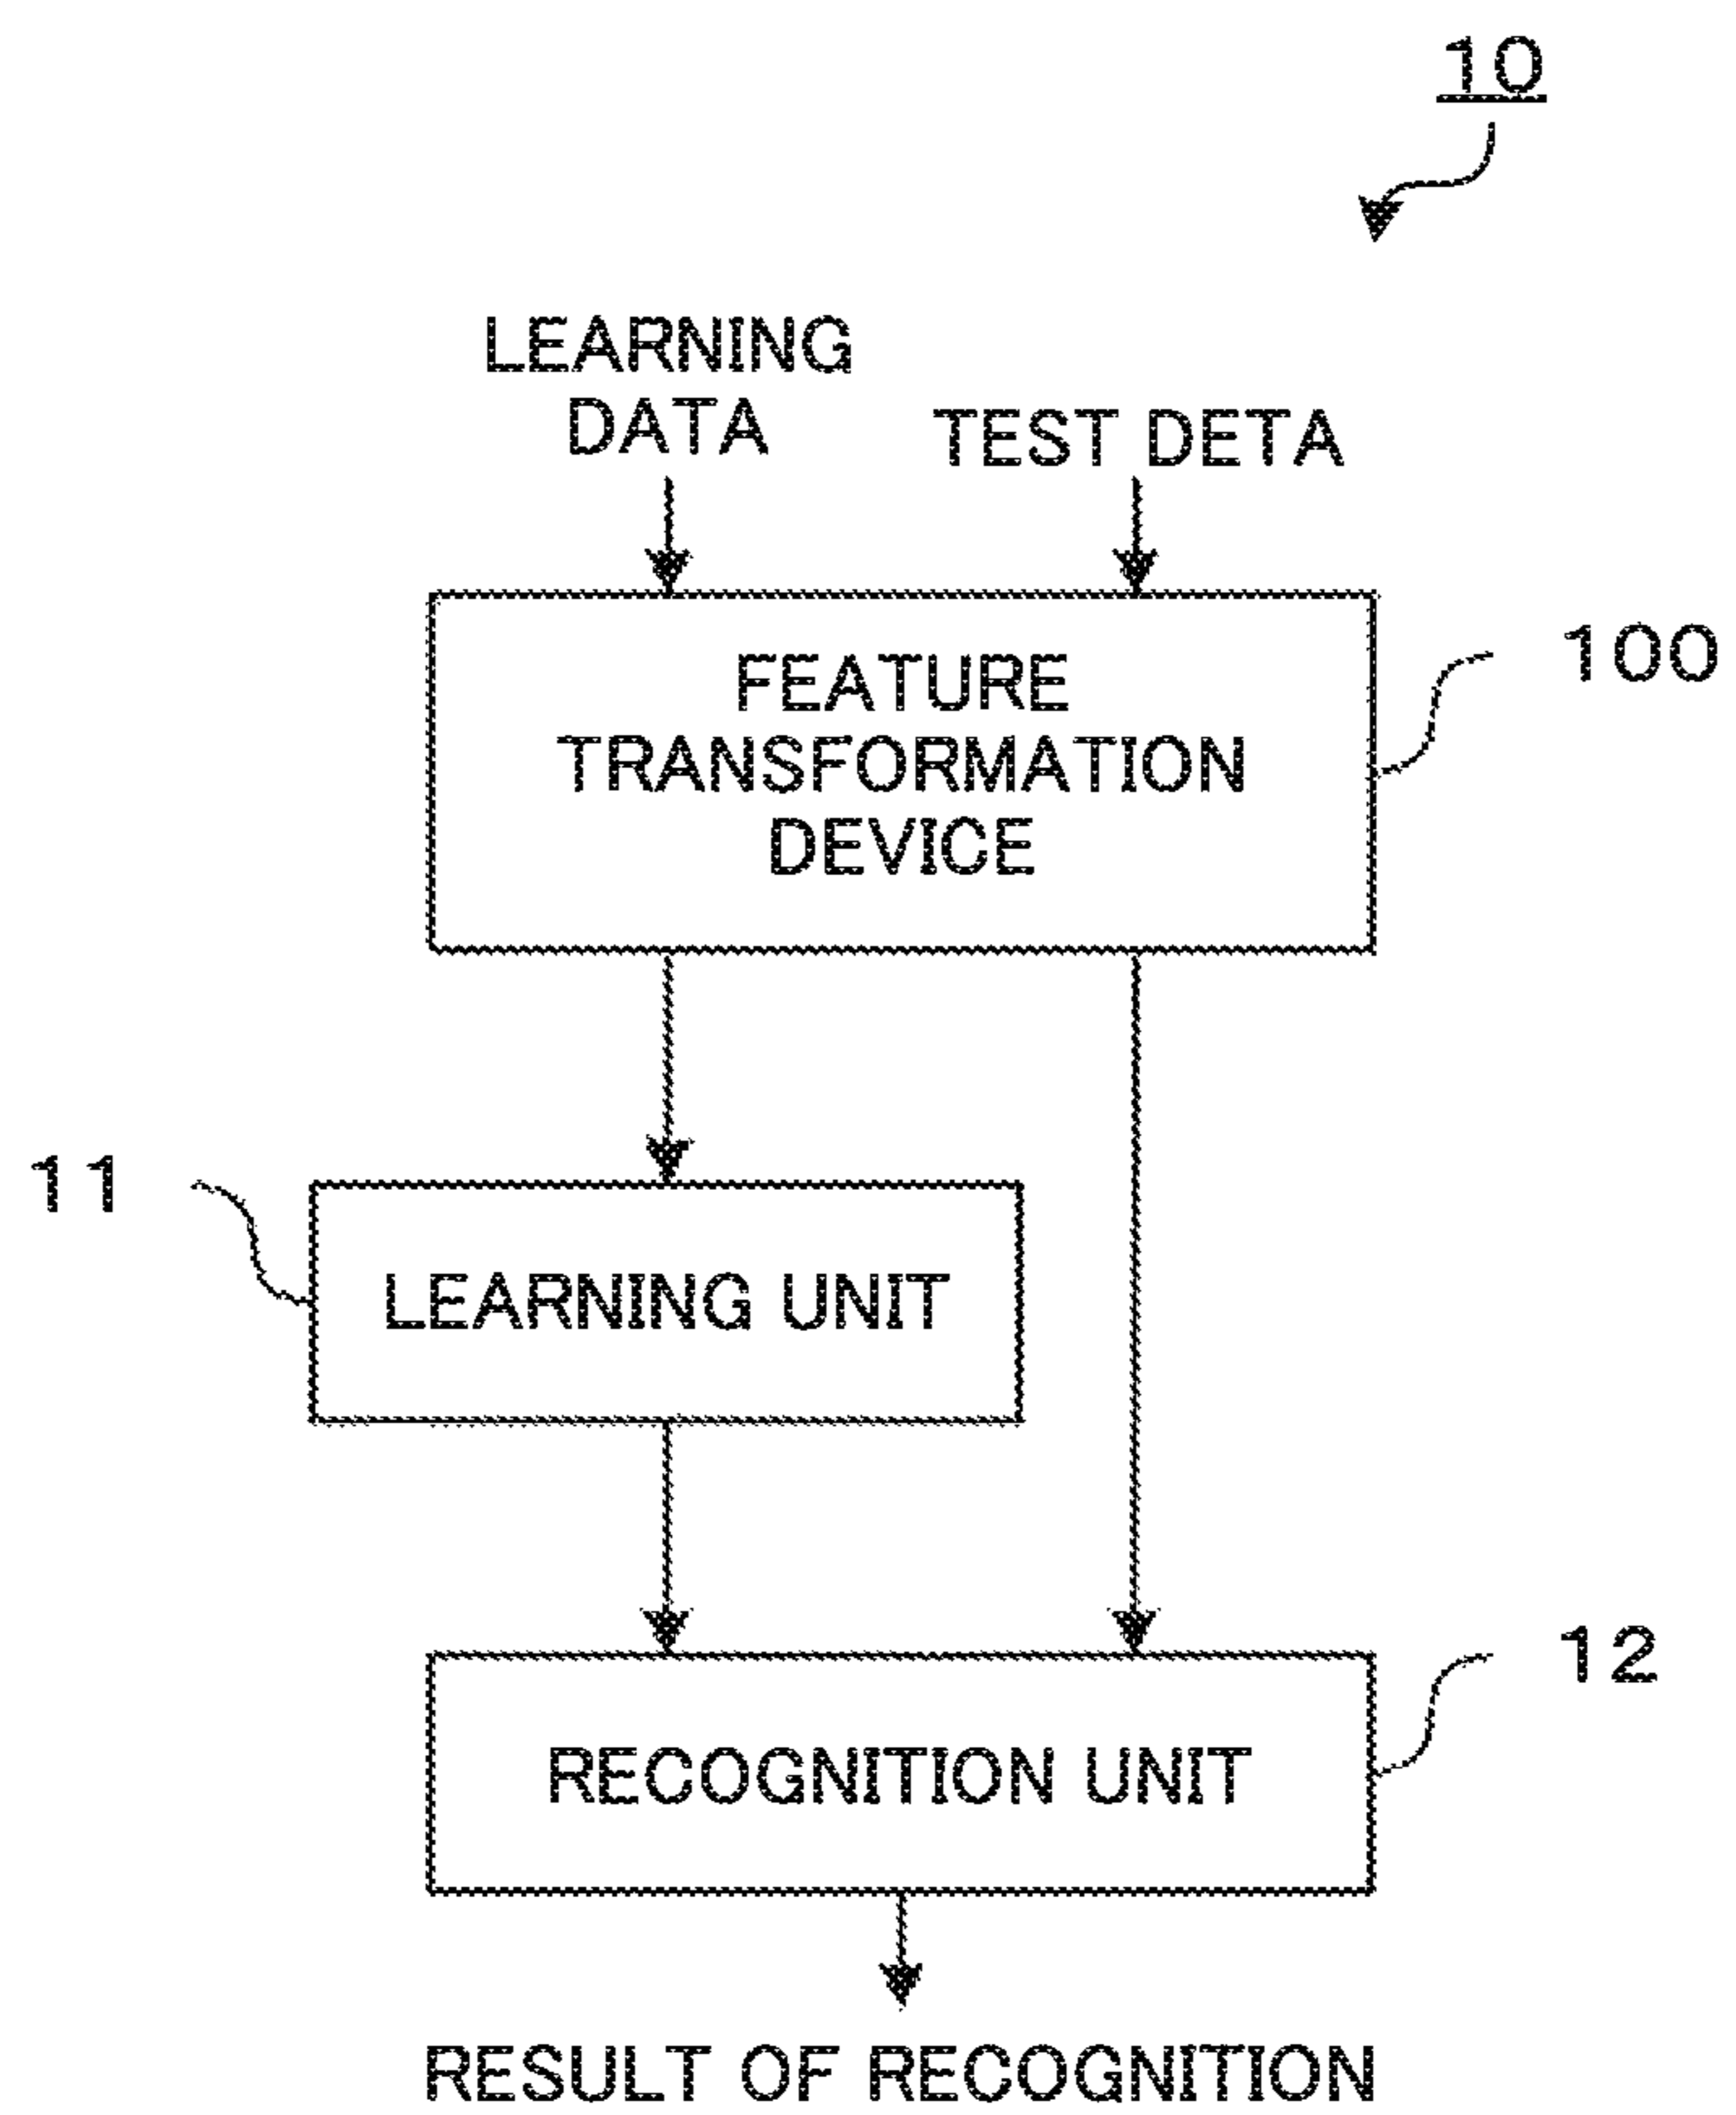 10
LEARNING
DATA
TEST DETA
FEATURE
TRANSFORMATION
DEVICE
100
11
LEARNING UNIT
12
RECOGNITION UNIT
RESULT OF RECOGNITION